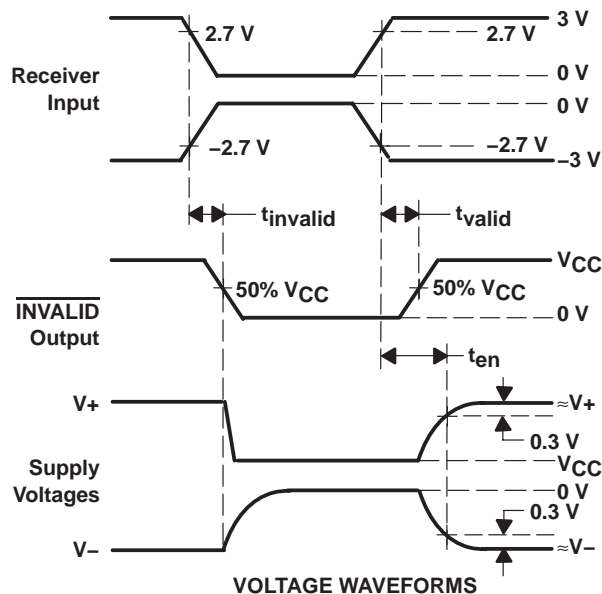 3 V
2.7 V
2.7 V
Receiver
Input
0 V
0 V
–2.7 V
–2.7 V
–3 V
tinvalid
tvalid
VCC
50% VCC
50% VCC
INVALID
Output
0 V
ten
V+
≈V+
0.3 V
Supply
Voltages
VCC
0 V
0.3 V
V–
≈V–
VOLTAGE WAVEFORMS